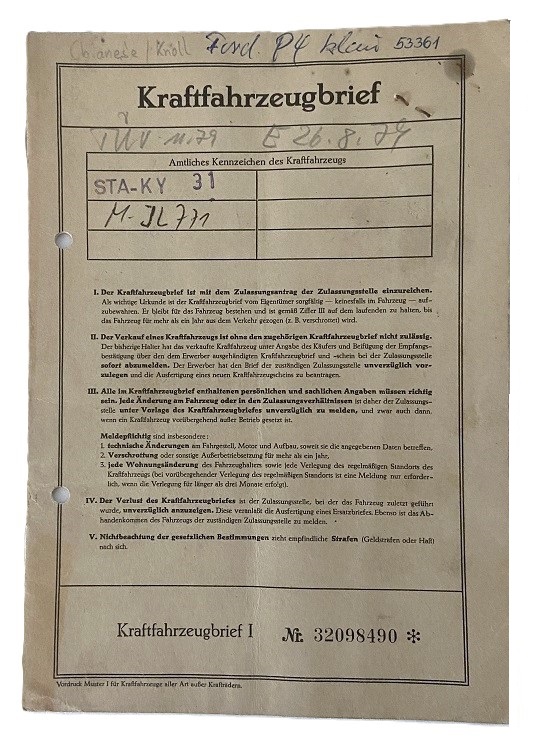 Chianese / Knoll Ford P4 klein 53361
Kraftfahrzeugbrief
TÜV 11.79 E 26.8.74
Amtliches Kennzeichen des Kraftfahrzeugs
STA-KY 31
M-JL 771
I. Der Kraftfahrzeugbrief ist mit dem Zulassungsantrag der Zulassungsstelle einzureichen.
Als wichtige Urkunde ist der Kraftfahrzeugbrief vom Eigentümer sorgfältig — keinesfalls im Fahrzeug — auf-
zubewahren. Er bleibt für das Fahrzeug bestehen und ist gemäß Ziffer III auf dem laufenden zu halten, bis
das Fahrzeug für mehr als ein Jahr aus dem Verkehr gezogen (z. B. verschrottet) wird.
II. Der Verkauf eines Kraftfahrzeugs ist ohne den zugehörigen Kraftfahrzeugbrief nicht zulässig.
Der bisherige Halter hat das verkaufte Kraftfahrzeug unter Angabe des Käufers und Beifügung der Empfangs-
bestätigung über den dem Erwerber ausgehändigten Kraftfahrzeugbrief und -schein bei der Zulassungsstelle
sofort abzumelden. Der Erwerber hat den Brief der zuständigen Zulassungsstelle unverzüglich vor-
zulegen und die Ausfertigung eines neuen Kraftfahrzeugscheins zu beantragen.
III. Alle im Kraftfahrzeugbrief enthaltenen persönlichen und sachlichen Angaben müssen richtig
sein. Jede Änderung am Fahrzeug oder in den Zulassungsverhältnissen ist daher der Zulassungs-
stelle unter Vorlage des Kraftfahrzeugbriefes unverzüglich zu melden, und zwar auch dann,
wenn ein Kraftfahrzeug vorübergehend außer Betrieb gesetzt ist.
Meldepflichtig sind insbesondere:
1. technische Änderungen am Fahrgestell, Motor und Aufbau, soweit sie die angegebenen Daten betreffen,
2. Verschrottung oder sonstige Außerbetriebsetzung für mehr als ein Jahr,
3. jede Wohnungsänderung des Fahrzeughalters sowie jede Verlegung des regelmäßigen Standorts des
Kraftfahrzeugs (bei vorübergehender Verlegung des regelmäßigen Standorts ist eine Meldung nur erforder-
lich, wenn die Verlegung für länger als drei Monate erfolgt).
IV. Der Verlust des Kraftfahrzeugbriefes ist der Zulassungsstelle, bei der das Fahrzeug zuletzt geführt
wurde, unverzüglich anzuzeigen. Diese veranlaßt die Ausfertigung eines Ersatzbriefes. Ebenso ist das Ab-
handenkommen des Fahrzeugs der zuständigen Zulassungsstelle zu melden.
V. Nichtbeachtung der gesetzlichen Bestimmungen zieht empfindliche Strafen (Geldstrafen oder Haft)
nach sich.
Kraftfahrzeugbrief I Nr. 32098490 *
Vordruck Muster I für Kraftfahrzeuge aller Art außer Krafträdern.